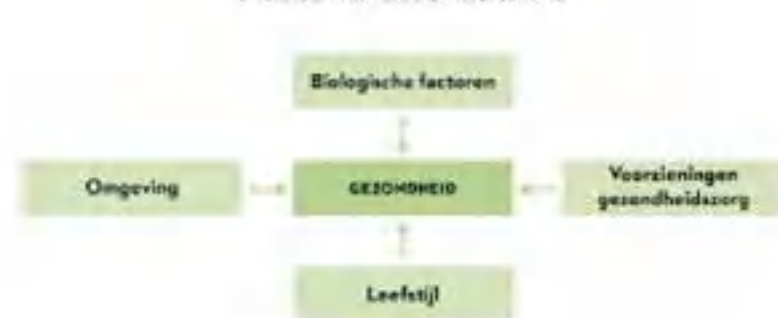 Biologische factoren
Omgeving
GEZONDHEID
Voorzieningen
gezondheidszorg
Leefstijl